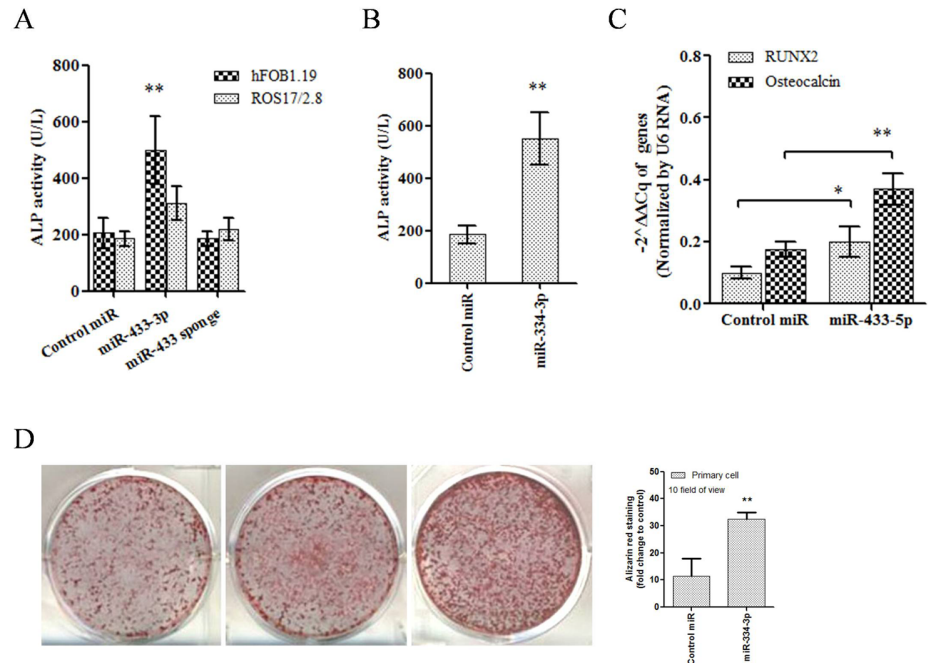 A
ALP activity (U/L)
800
600
400
200
0
**
hFOB1.19
ROS17/2.8
Control miR
miR-433-3p
miR-433 sponge
B
ALP activity (U/L)
800
600
400
200
0
**
Control miR
miR-334-3p
C
-2^ΔΔCq of genes
(Normalized by U6 RNA)
0.8
0.6
0.4
0.2
0.0
RUNX2
Osteocalcin
**
*
Control miR
miR-433-5p
D
Alizarin red staining
(fold change to control)
50
40
30
20
10
0
Primary cell
10 field of view
**
Control miR
miR-334-3p